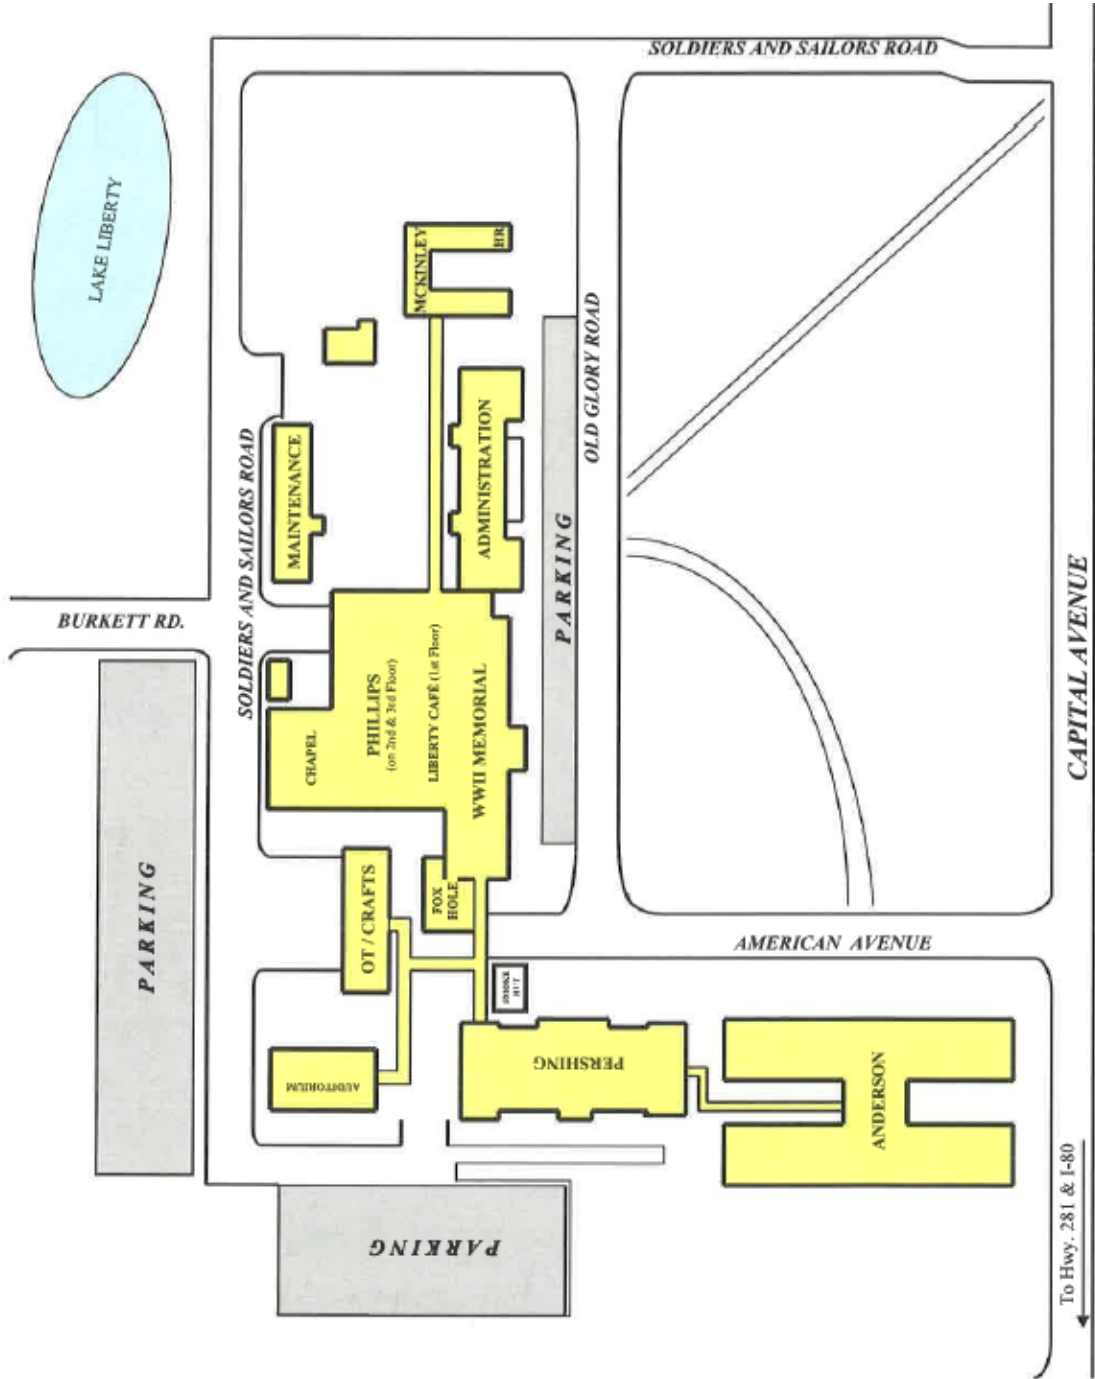 SOLDIERS AND SAILORS ROAD
LAKE LIBERTY
MCKINLEY
HR
OLD GLORY ROAD
SOLDIERS AND SAILORS ROAD
MAINTENANCE
ADMINISTRATION
PARKING
BURKETT RD.
CHAPEL
PHILLIPS
(on 2nd & 3rd Floor)
LIBERTY CAFÉ (1st Floor)
WWII MEMORIAL
CAPITAL AVENUE
PARKING
OT / CRAFTS
FOX
HOLE
AMERICAN AVENUE
SMOKE
HUT
AUDITORIUM
PERSHING
ANDERSON
PARKING
To Hwy. 281 & I-80